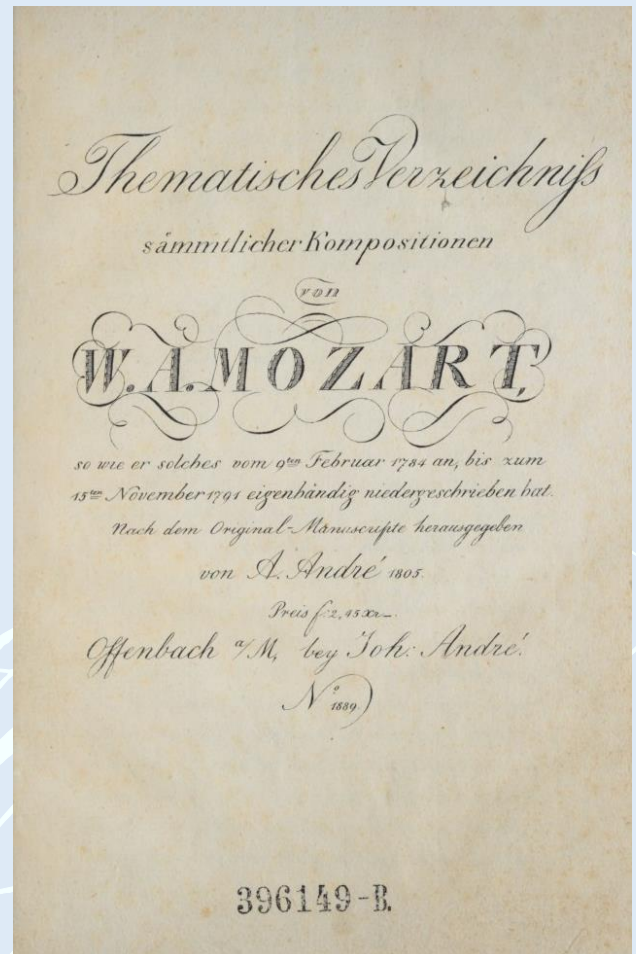 Thematisches Verzeichniſs
sämmtlicher Kompositionen
von
W. A. MOZART,
so wie er solches vom 9ten Februar 1784 an, bis zum
15ten November 1791 eigenhändig niedergeschrieben hat.
Nach dem Original-Manuscripte herausgegeben
von A. André 1805.
Preis f: 2, 45 Xr.
Offenbach a/M, bey Joh: André.
No 1889.)
396149-B.